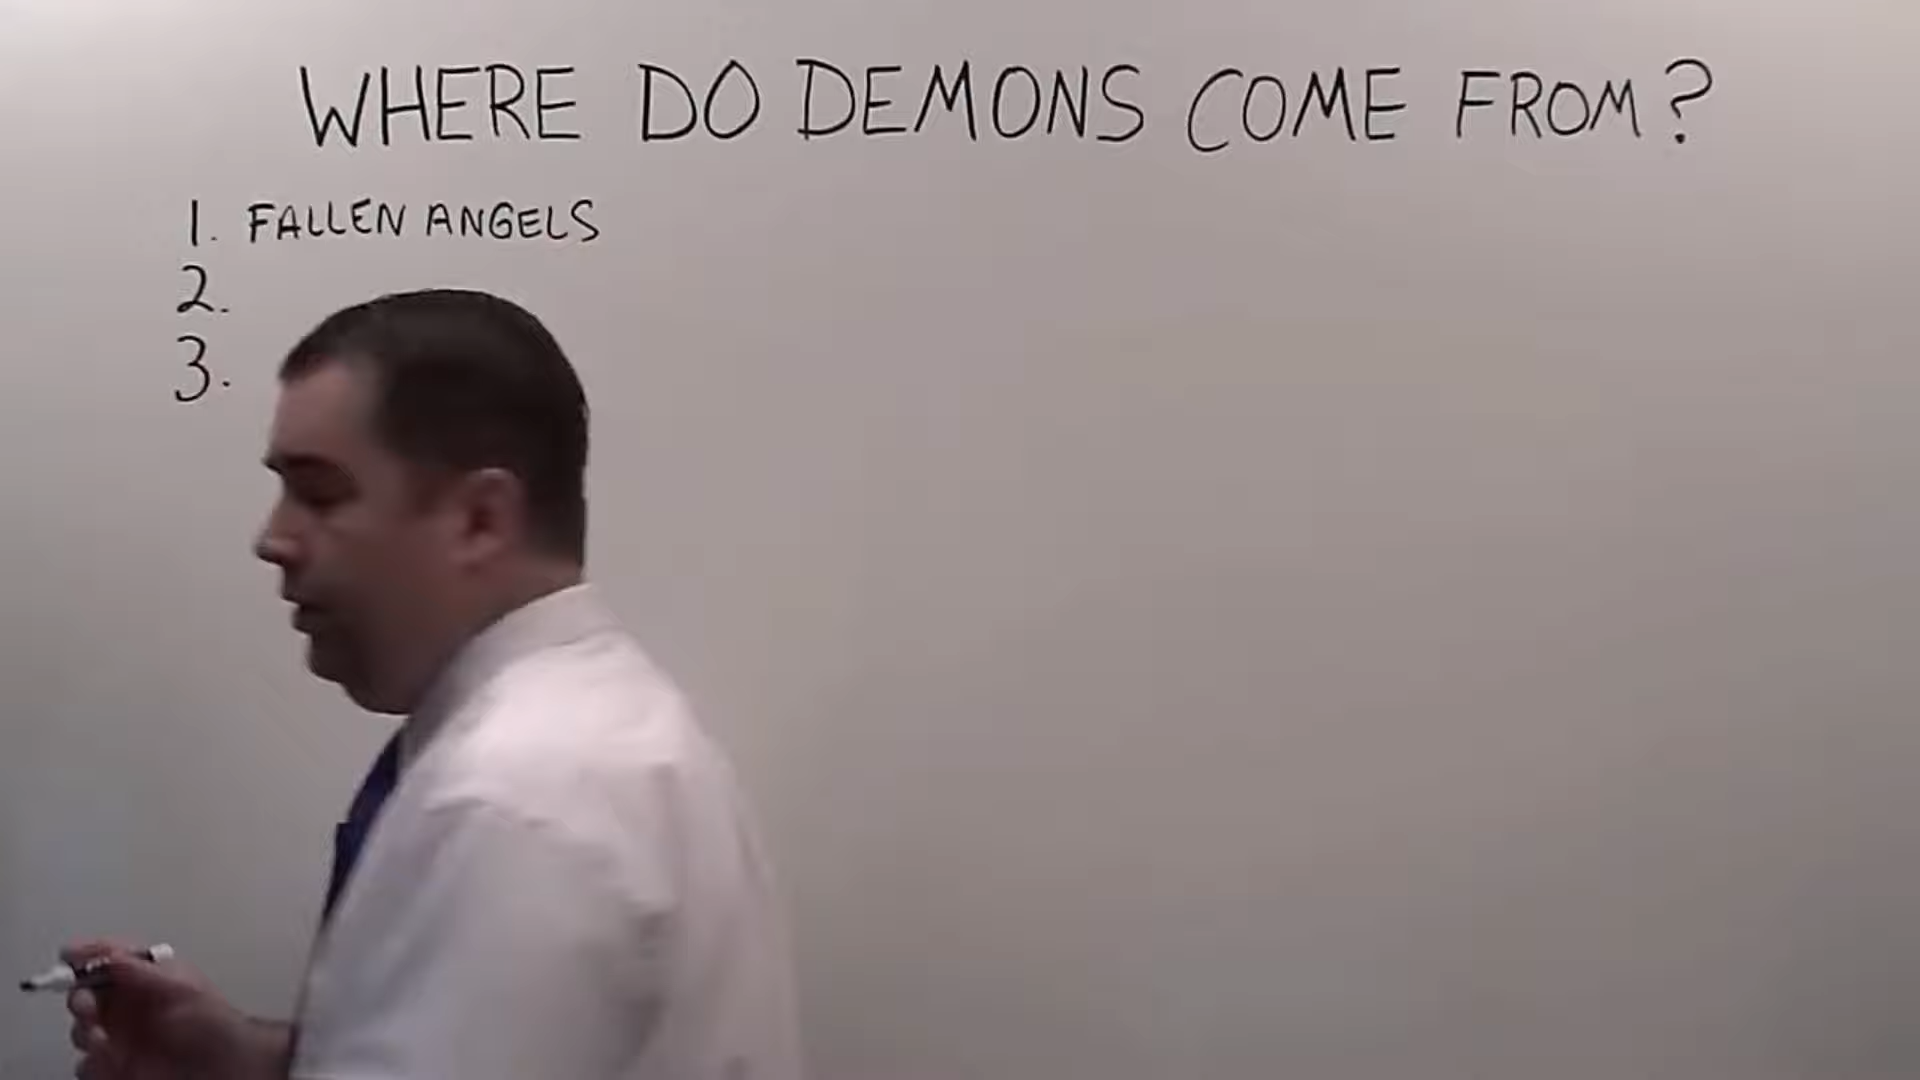 WHERE DO DEMONS COME FROM?
1. FALLEN ANGELS
2.
3.